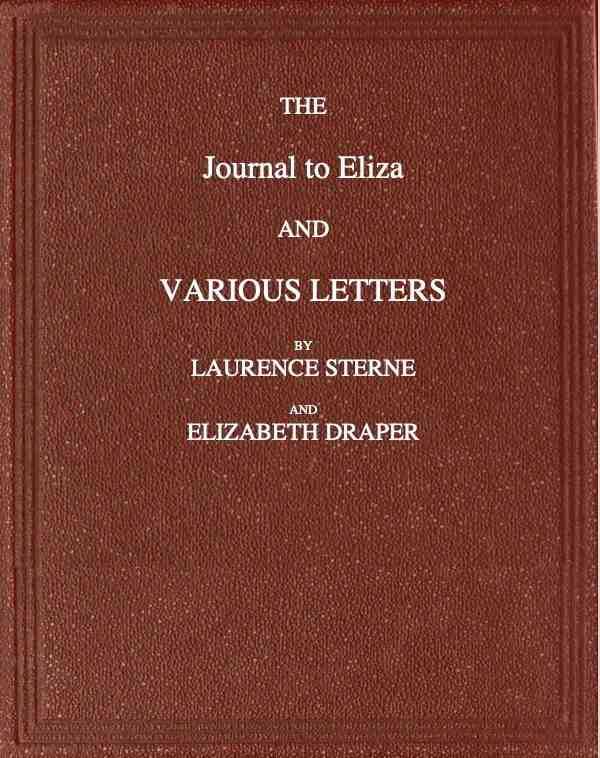 THE
Journal to Eliza
AND
VARIOUS LETTERS
BY
LAURENCE STERNE
AND
ELIZABETH DRAPER